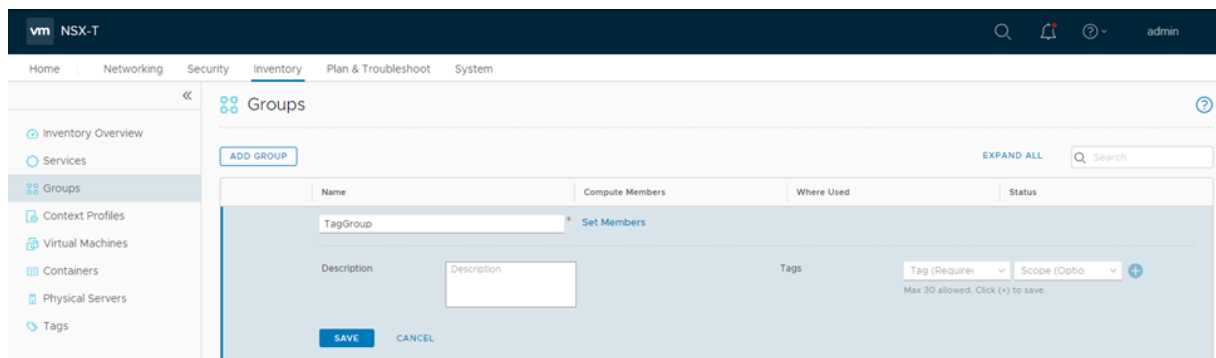 vm NSX-T
admin
Home Networking Security Inventory Plan & Troubleshoot System
Groups
Inventory Overview
Services
Groups
Context Profiles
Virtual Machines
Containers
Physical Servers
Tags
ADD GROUP
EXPAND ALL
Search
Name Compute Members Where Used Status
TagGroup * Set Members
Description
Description
Tags
Tag (Require
Scope (Optio
Max 30 allowed. Click (+) to save.
SAVE CANCEL